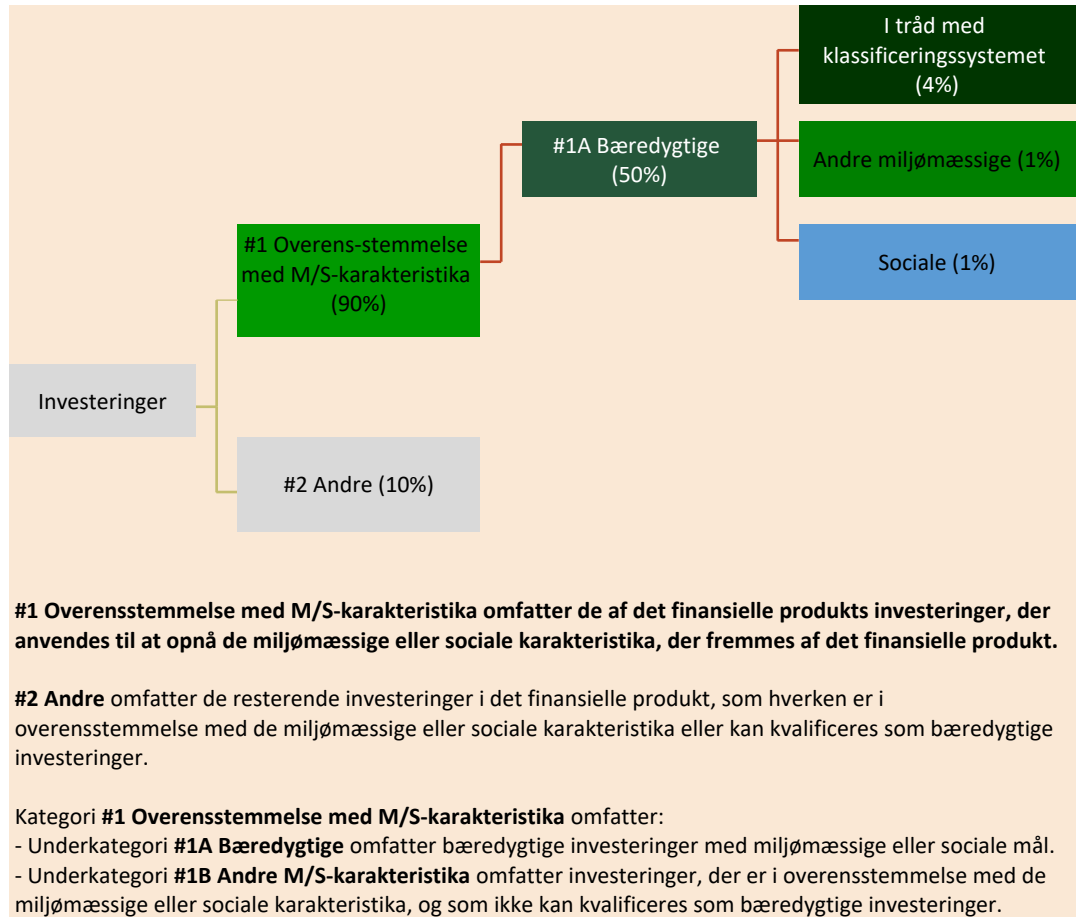 I tråd med
klassificeringssystemet
(4%)
#1A Bæredygtige
(50%)
Andre miljømæssige (1%)
#1 Overens-stemmelse
med M/S-karakteristika
(90%)
Sociale (1%)
Investeringer
#2 Andre (10%)
#1 Overensstemmelse med M/S-karakteristika omfatter de af det finansielle produkts investeringer, der
anvendes til at opnå de miljømæssige eller sociale karakteristika, der fremmes af det finansielle produkt.
#2 Andre omfatter de resterende investeringer i det finansielle produkt, som hverken er i
overensstemmelse med de miljømæssige eller sociale karakteristika eller kan kvalificeres som bæredygtige
investeringer.
Kategori #1 Overensstemmelse med M/S-karakteristika omfatter:
- Underkategori #1A Bæredygtige omfatter bæredygtige investeringer med miljømæssige eller sociale mål.
- Underkategori #1B Andre M/S-karakteristika omfatter investeringer, der er i overensstemmelse med de
miljømæssige eller sociale karakteristika, og som ikke kan kvalificeres som bæredygtige investeringer.